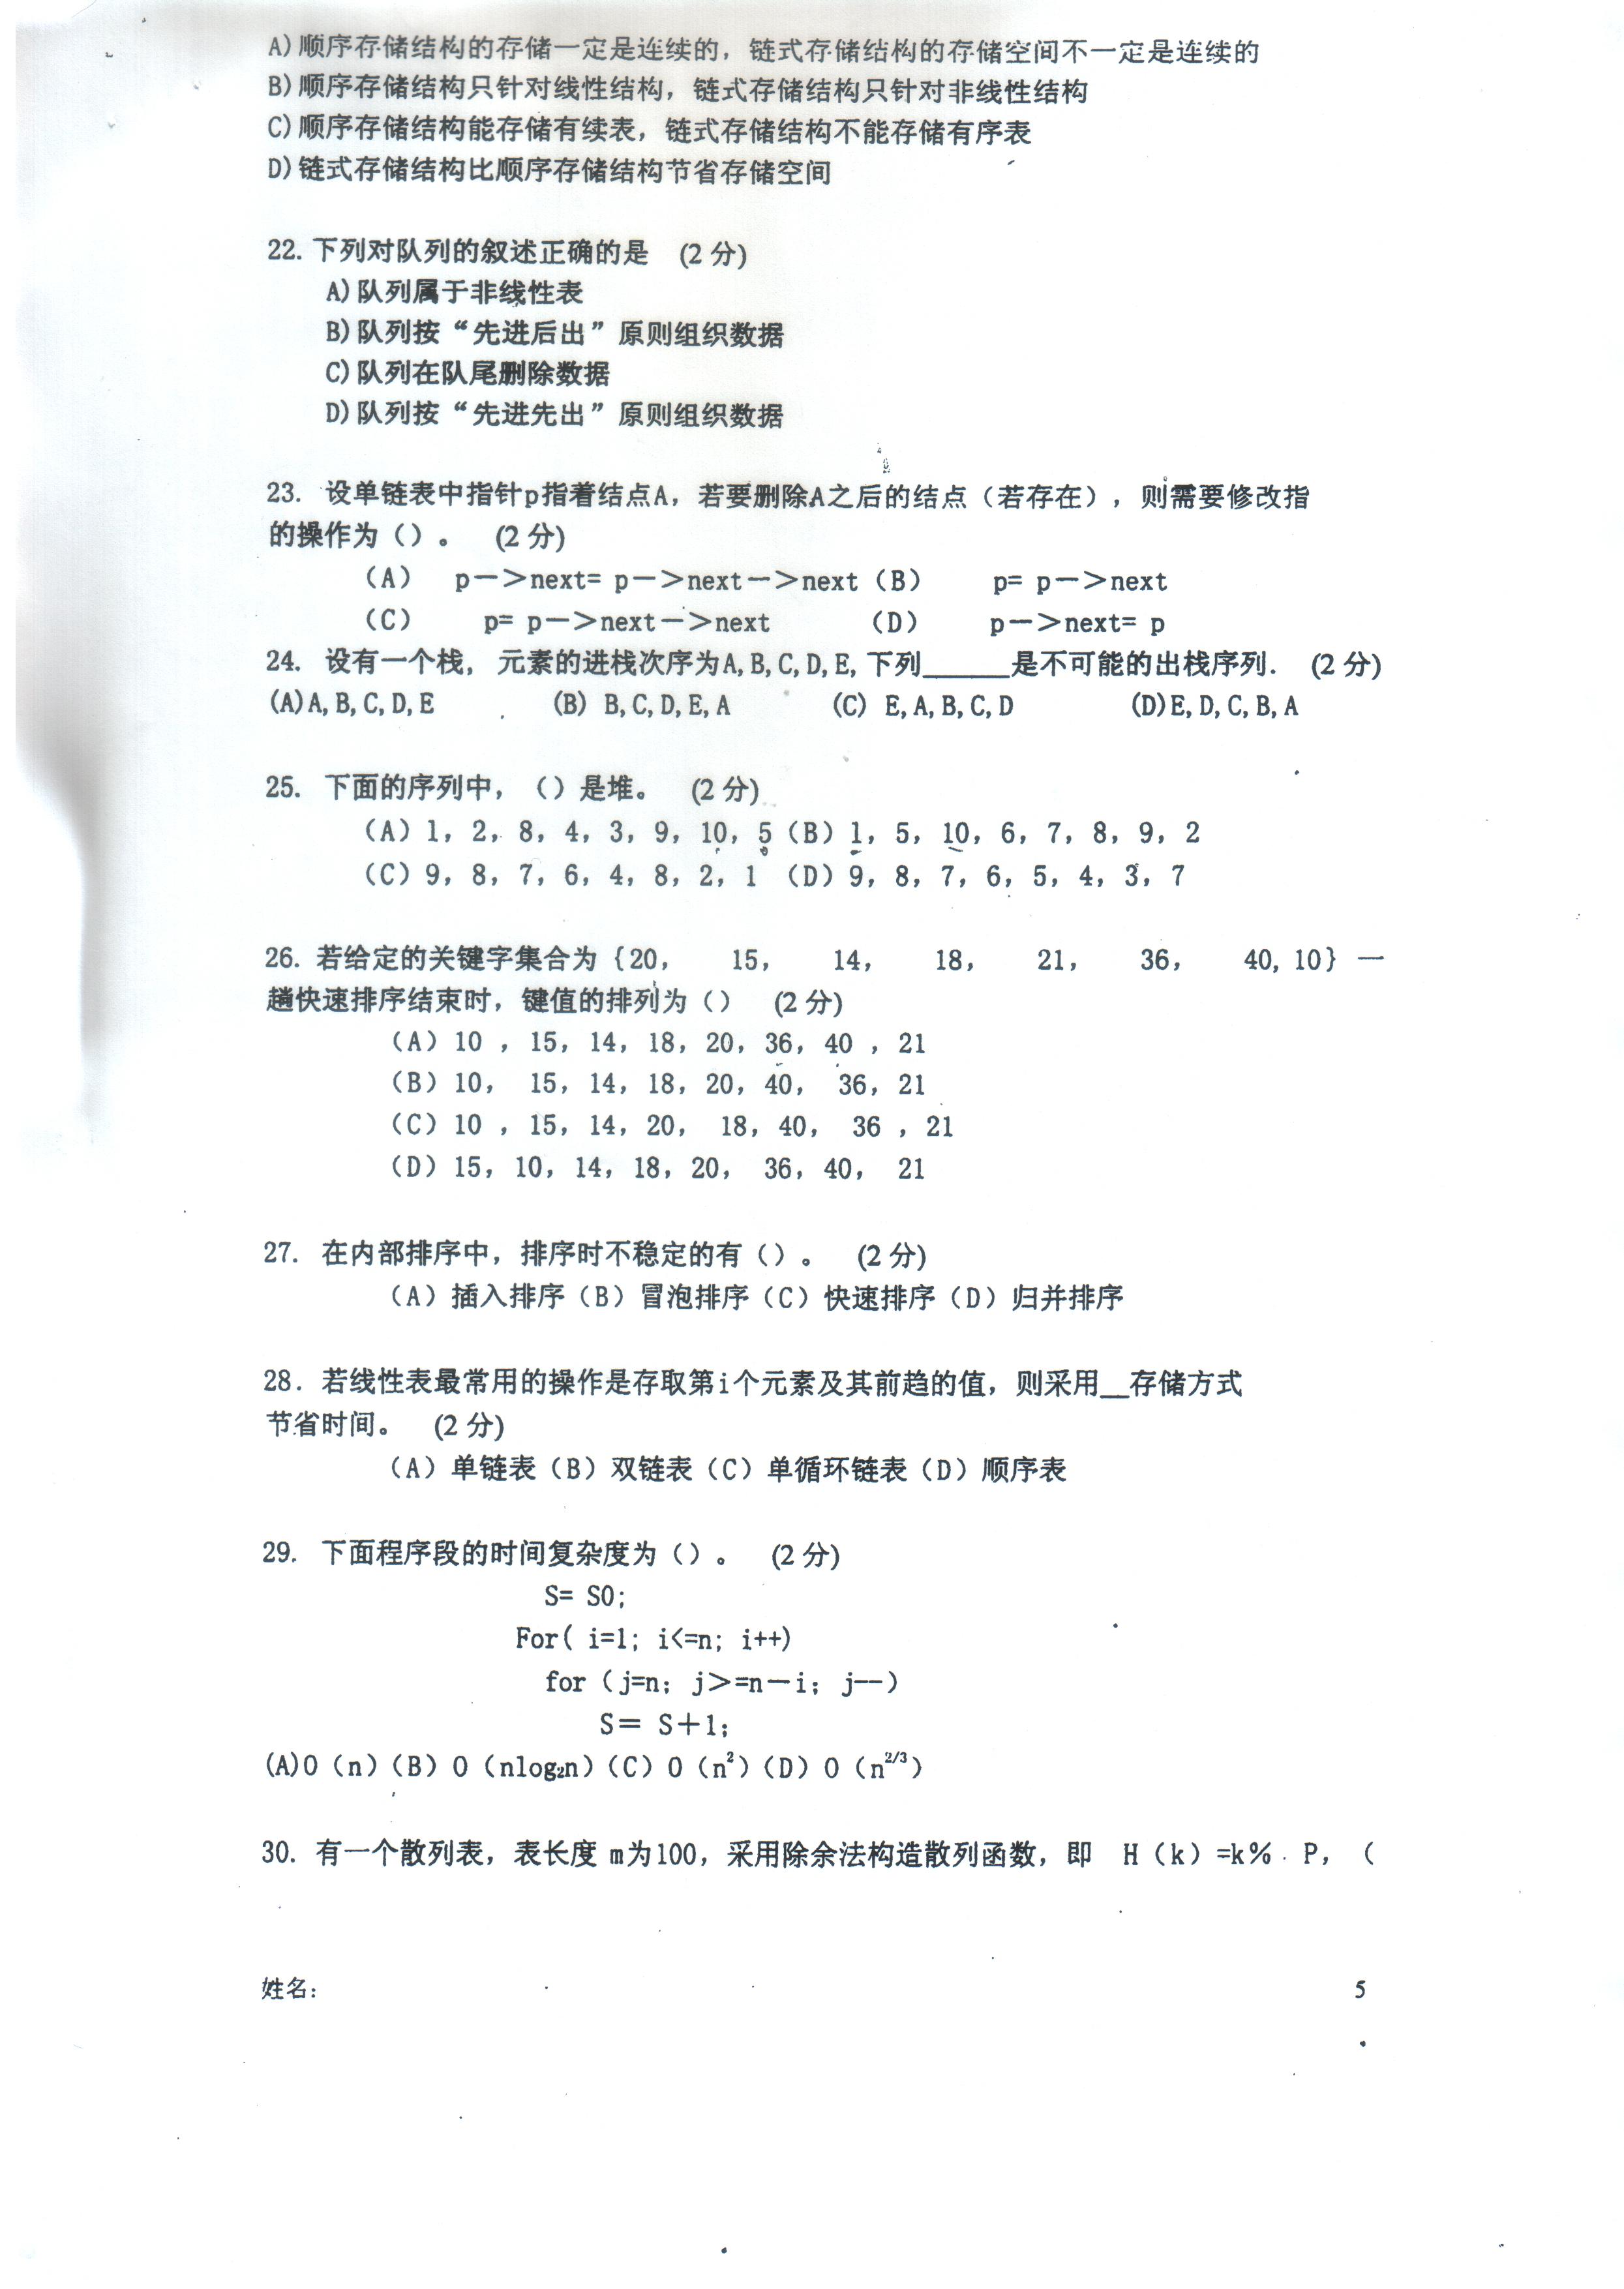 A)顺序存储结构的存储一定是连续的，链式存储结构的存储空间不一定是连续的
B)顺序存储结构只针对线性结构，链式存储结构只针对非线性结构
C)顺序存储结构能存储有续表，链式存储结构不能存储有序表
D)链式存储结构比顺序存储结构节省存储空间
22. 下列对队列的叙述正确的是 (2 分)
A)队列属于非线性表
B)队列按“先进后出”原则组织数据
C)队列在队尾删除数据
D)队列按“先进先出”原则组织数据
23. 设单链表中指针p指着结点A，若要删除A之后的结点（若存在），则需要修改指
的操作为（）。 (2 分)
（A） p—>next= p—>next—>next（B） p= p—>next
（C） p= p—>next—>next （D） p—>next= p
24. 设有一个栈，元素的进栈次序为A, B, C, D, E, 下列______是不可能的出栈序列. (2 分)
(A)A, B, C, D, E (B) B, C, D, E, A (C) E, A, B, C, D (D)E, D, C, B, A
25. 下面的序列中，（）是堆。 (2 分)
（A）1，2，8，4，3，9，10，5（B）1，5，10，6，7，8，9，2
（C）9，8，7，6，4，8，2，1 （D）9，8，7，6，5，4，3，7
26. 若给定的关键字集合为{20， 15， 14， 18， 21， 36， 40, 10} 一
趟快速排序结束时，键值的排列为（） (2 分)
（A）10 ，15，14，18，20，36，40 ，21
（B）10， 15，14，18，20，40， 36，21
（C）10 ，15，14，20， 18，40， 36 ，21
（D）15，10，14，18，20， 36，40， 21
27. 在内部排序中，排序时不稳定的有（）。 (2 分)
（A）插入排序（B）冒泡排序（C）快速排序（D）归并排序
28. 若线性表最常用的操作是存取第i个元素及其前趋的值，则采用__存储方式
节省时间。 (2 分)
（A）单链表（B）双链表（C）单循环链表（D）顺序表
29. 下面程序段的时间复杂度为（）。 (2 分)
S= S0;
For( i=1; i<=n; i++)
for（j=n; j>=n—i; j--）
S= S+1;
(A)O（n）(B) O（nlog₂n）(C) O（n²）(D) O（n^2/3）
30. 有一个散列表，表长度 m为100，采用除余法构造散列函数，即 H（k）=k% P，（
姓名:
5